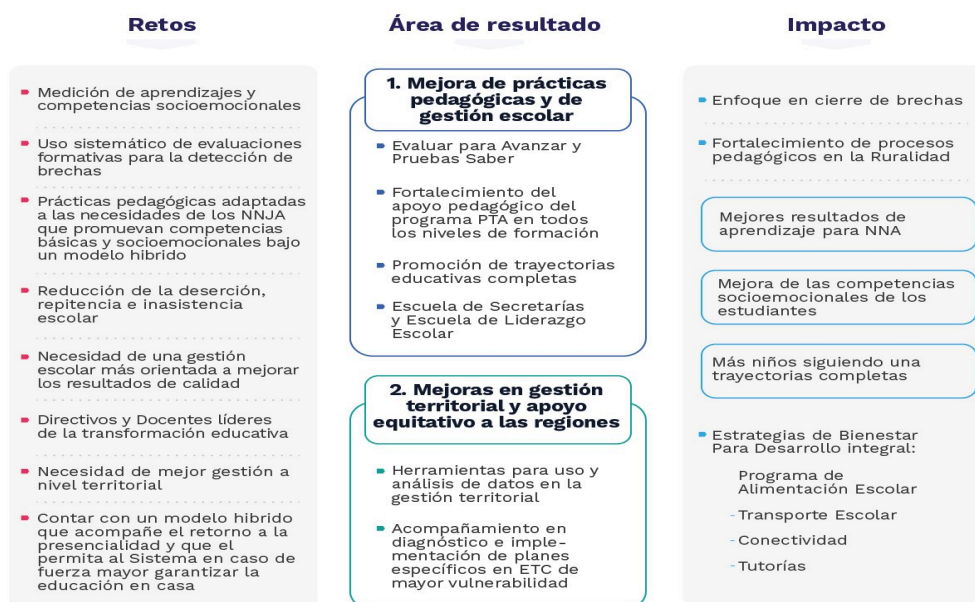 Retos
Medición de aprendizajes y
competencias socioemocionales
Uso sistemático de evaluaciones
formativas para la detección de
brechas
Prácticas pedagógicas adaptadas
a las necesidades de los NNJA
que promuevan competencias
básicas y socioemocionales bajo
un modelo hibrido
Reducción de la deserción,
repitencia e inasistencia
escolar
Necesidad de una gestión
escolar más orientada a mejorar
los resultados de calidad
Directivos y Docentes líderes
de la transformación educativa
Necesidad de mejor gestión a
nivel territorial
Contar con un modelo hibrido
que acompañe el retorno a la
presencialidad y que el
permita al Sistema en caso de
fuerza mayor garantizar la
educación en casa
Área de resultado
1. Mejora de prácticas
pedagógicas y de
gestión escolar
Evaluar para Avanzar y
Pruebas Saber
Fortalecimiento del
apoyo pedagógico del
programa PTA en todos
los niveles de formación
Promoción de trayectorias
educativas completas
Escuela de Secretarías
y Escuela de Liderazgo
Escolar
2. Mejoras en gestión
territorial y apoyo
equitativo a las regiones
Herramientas para uso y
análisis de datos en la
gestión territorial
Acompañamiento en
diagnóstico e imple-
mentación de planes
específicos en ETC de
mayor vulnerabilidad
Impacto
Enfoque en cierre de brechas
Fortalecimiento de procesos
pedagógicos en la Ruralidad
Mejores resultados de
aprendizaje para NNA
Mejora de las competencias
socioemocionales de los
estudiantes
Más niños siguiendo una
trayectorias completas
Estrategias de Bienestar
Para Desarrollo integral:
Programa de
Alimentación Escolar
-Transporte Escolar
-Conectividad
-Tutorías